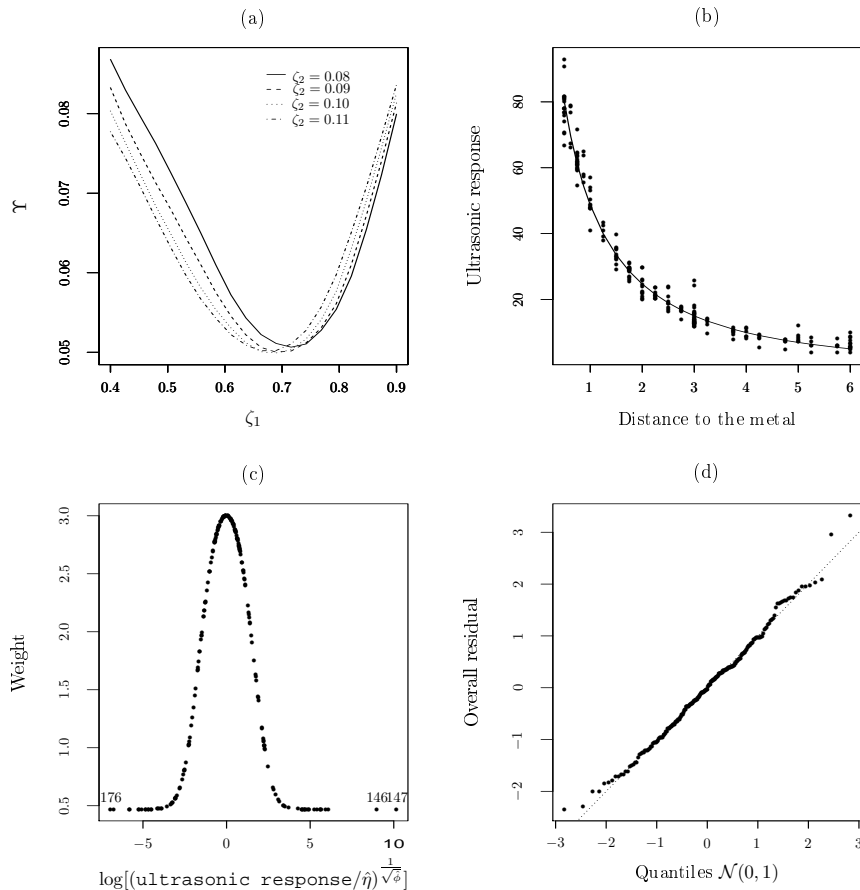 (a)
ζ₂ = 0.08
ζ₂ = 0.09
ζ₂ = 0.10
ζ₂ = 0.11
0.05 0.06 0.07 0.08
Υ
0.4 0.5 0.6 0.7 0.8 0.9
ζ₁
(b)
20 40 60 80
Ultrasonic response
1 2 3 4 5 6
Distance to the metal
(c)
0.5 1.0 1.5 2.0 2.5 3.0
Weight
176
146 147
−5 0 5 10
log[(ultrasonic response/η̂)^{1/√φ̂}]
(d)
−2 −1 0 1 2 3
Overall residual
−3 −2 −1 0 1 2 3
Quantiles 𝒩(0, 1)